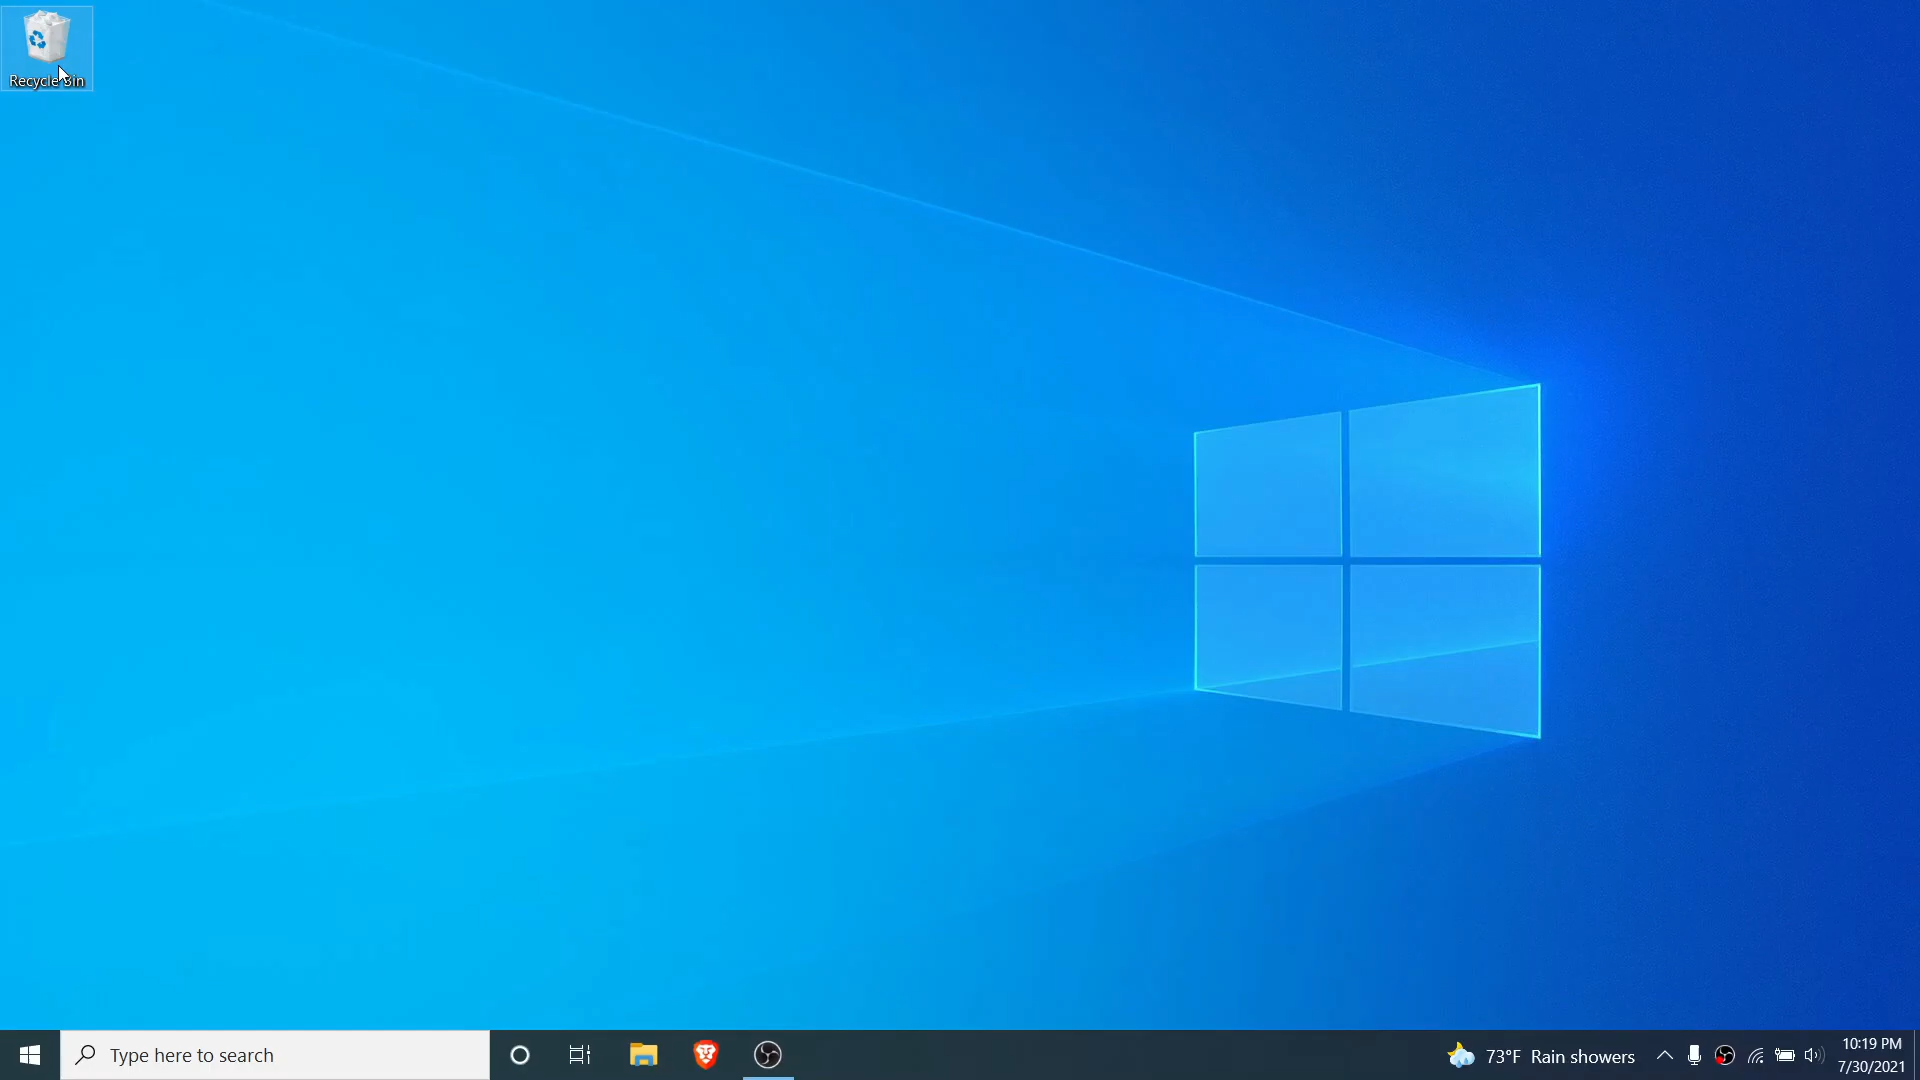 Recycle Bin
Type here to search
73°F Rain showers
10:19 PM
7/30/2021